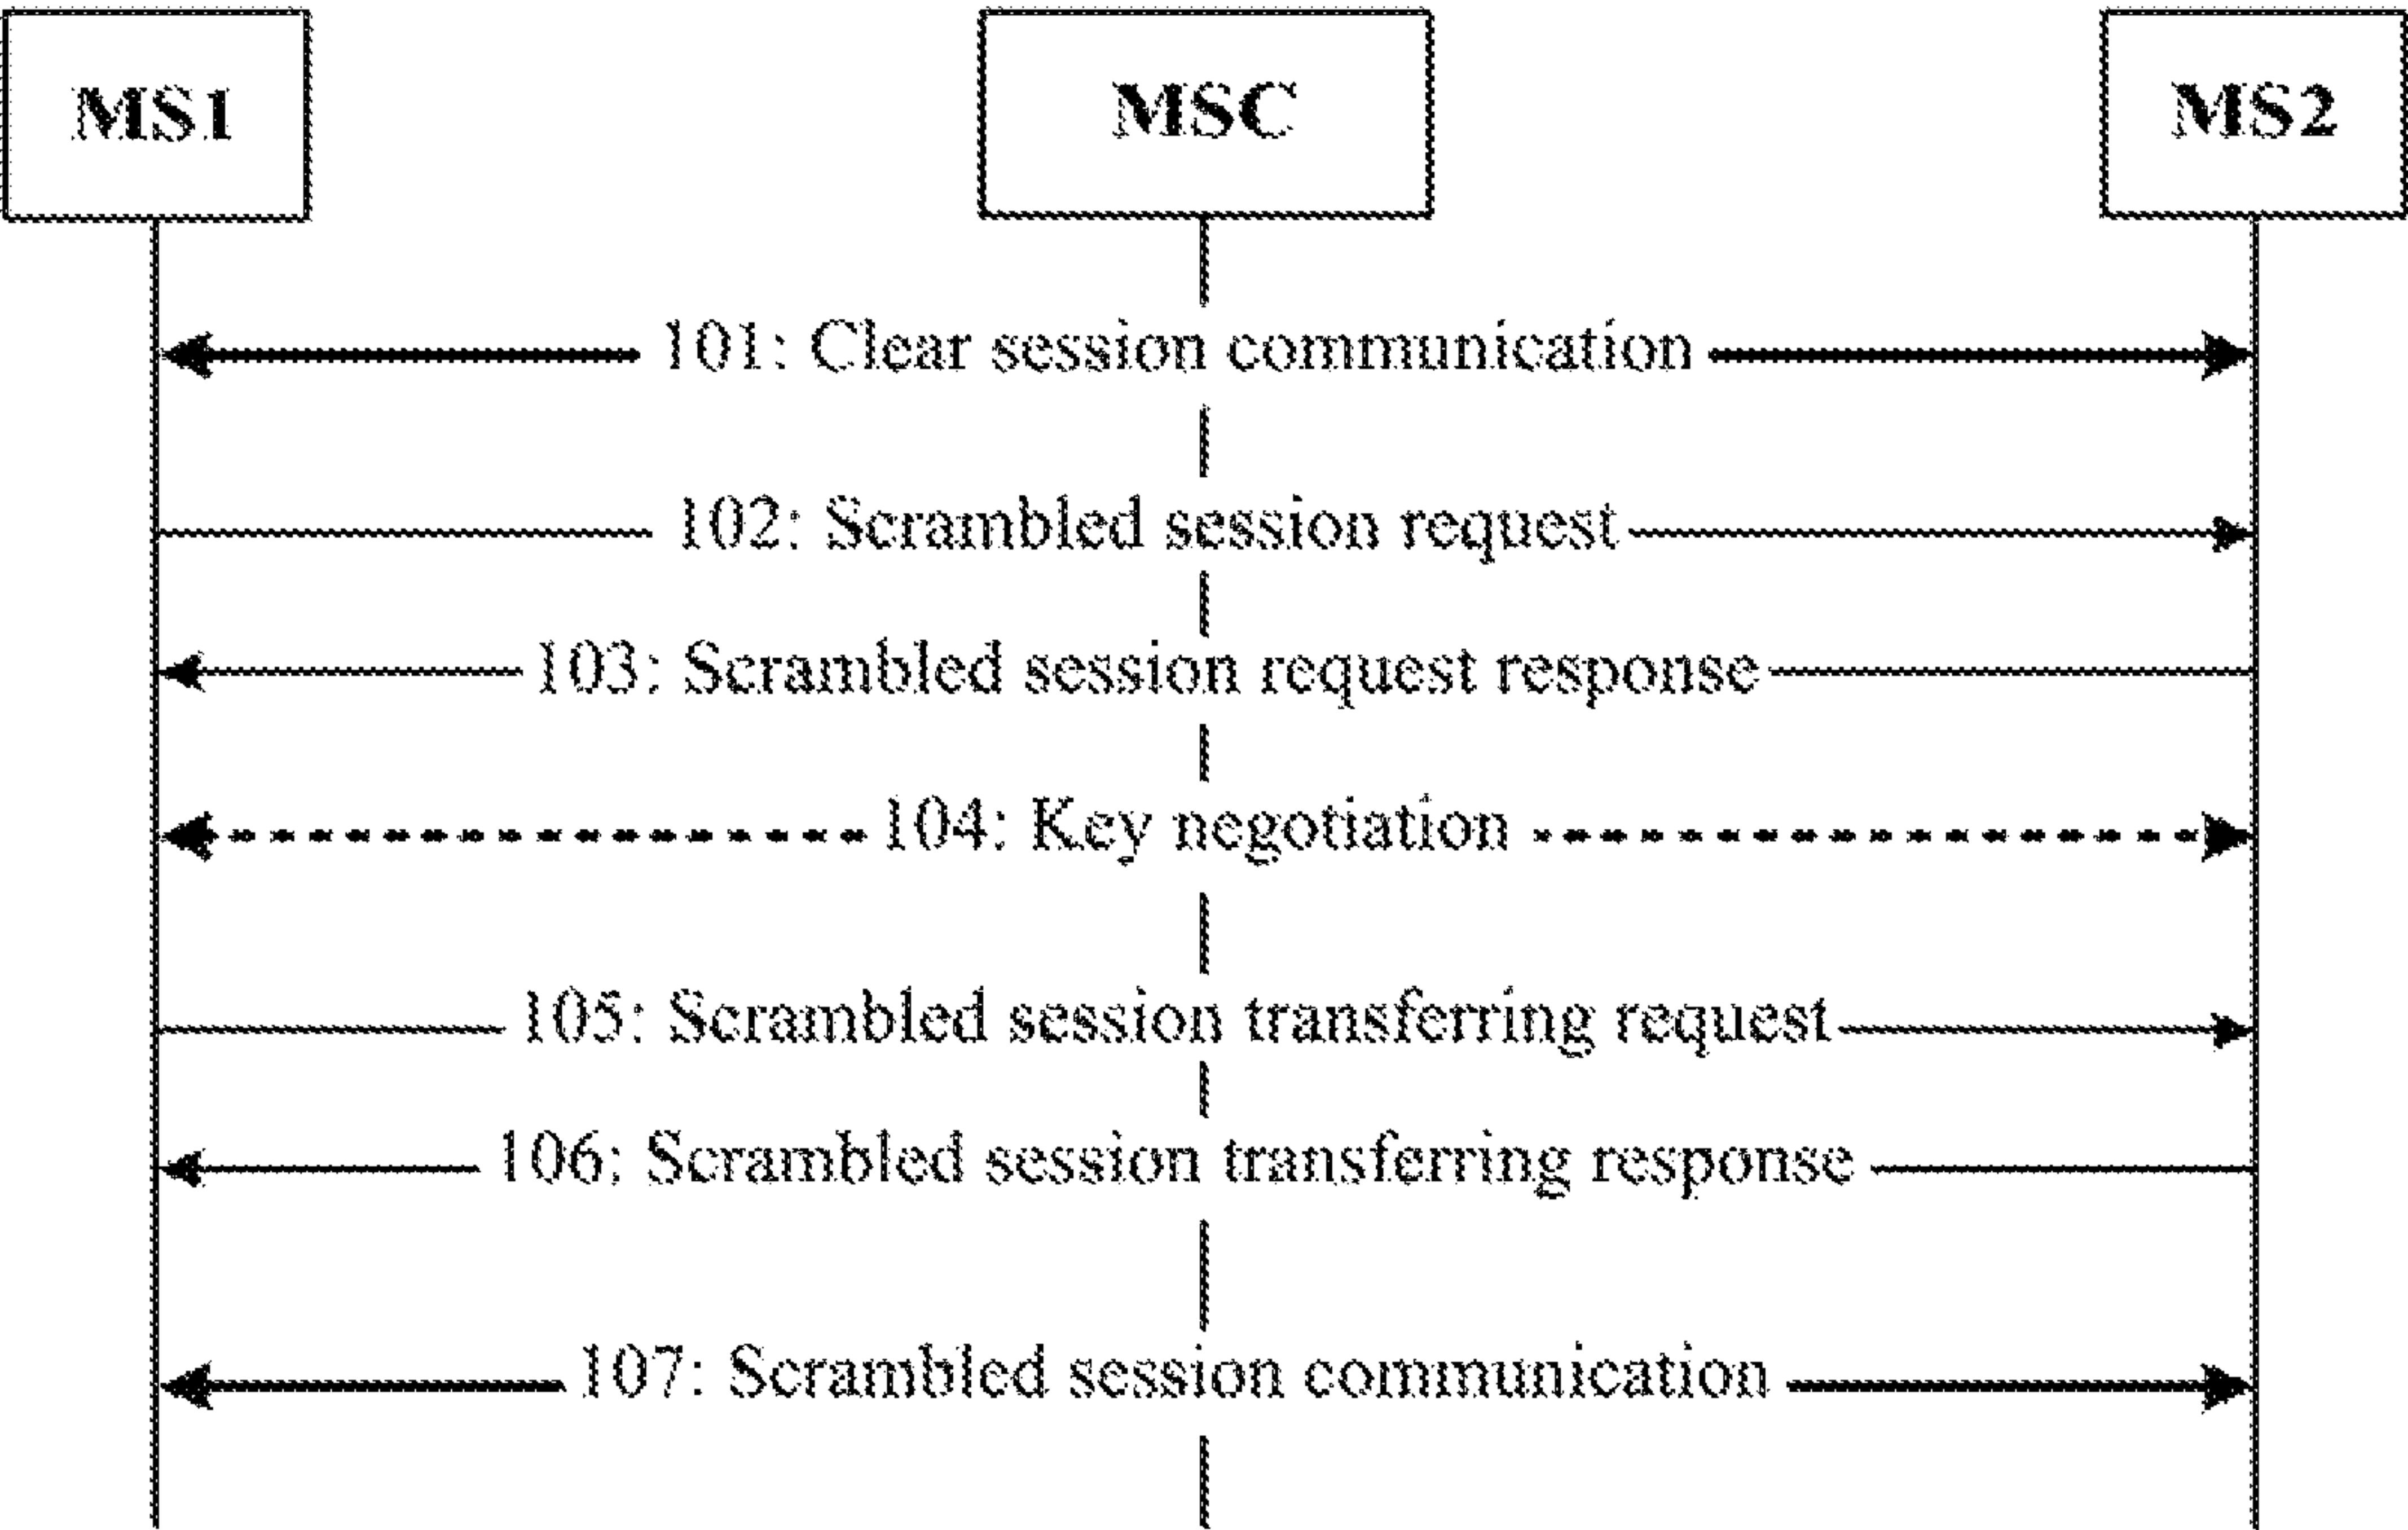 MS1
MSC
MS2
101: Clear session communication
102: Scrambled session request
103: Scrambled session request response
104: Key negotiation
105: Scrambled session transferring request
106: Scrambled session transferring response
107: Scrambled session communication